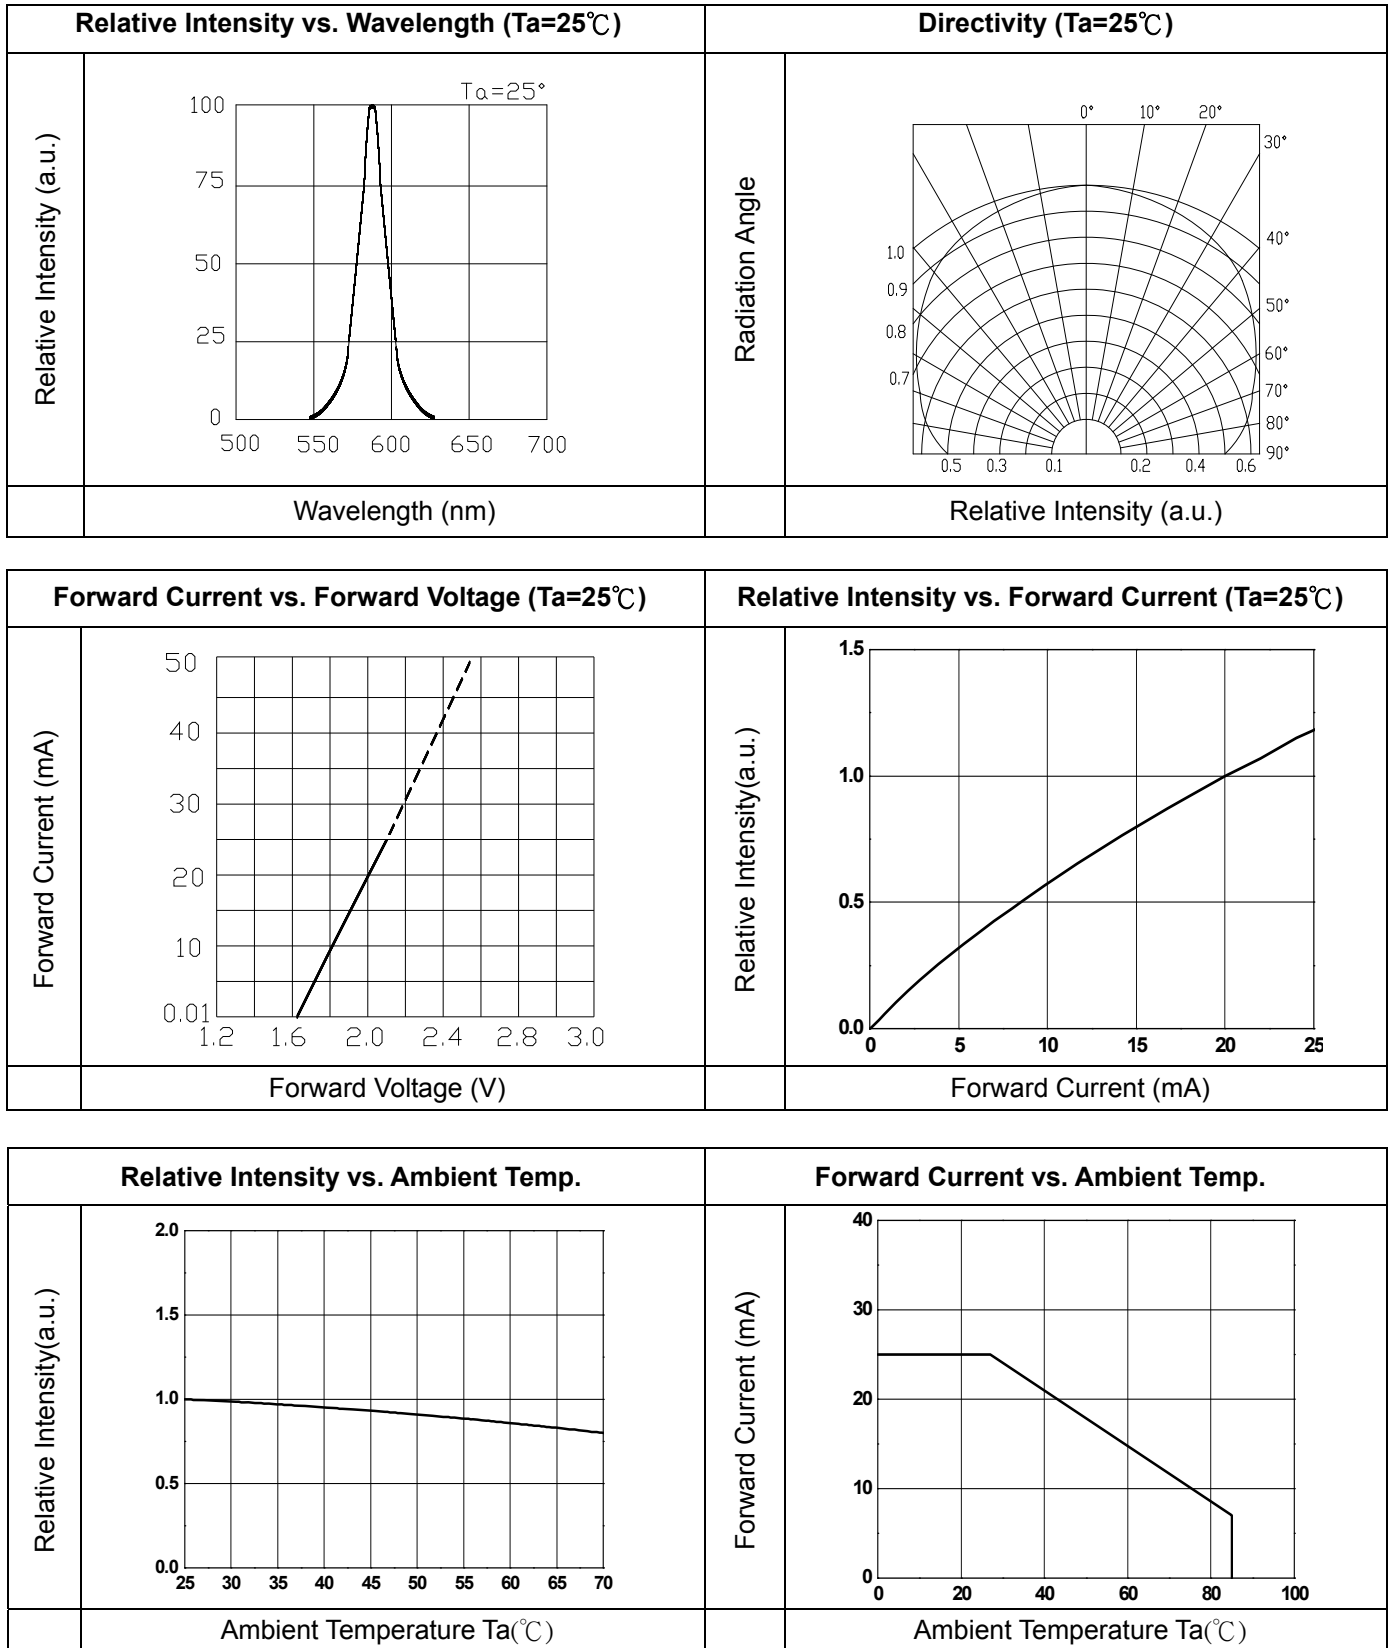 Relative Intensity vs. Wavelength (Ta=25℃)
Directivity (Ta=25℃)
Relative Intensity (a.u.)
Ta=25°
100
75
50
25
0
500 550 600 650 700
Wavelength (nm)
Radiation Angle
0° 10° 20°
30°
40°
50°
60°
70°
80°
90°
1.0
0.9
0.8
0.7
0.5 0.3 0.1 0.2 0.4 0.6
Relative Intensity (a.u.)
Forward Current vs. Forward Voltage (Ta=25℃)
Relative Intensity vs. Forward Current (Ta=25℃)
Forward Current (mA)
50
40
30
20
10
0.01
1.2 1.6 2.0 2.4 2.8 3.0
Forward Voltage (V)
Relative Intensity(a.u.)
1.5
1.0
0.5
0.0
0 5 10 15 20 25
Forward Current (mA)
Relative Intensity vs. Ambient Temp.
Forward Current vs. Ambient Temp.
Relative Intensity(a.u.)
2.0
1.5
1.0
0.5
0.0
25 30 35 40 45 50 55 60 65 70
Ambient Temperature Ta(℃)
Forward Current (mA)
40
30
20
10
0
0 20 40 60 80 100
Ambient Temperature Ta(℃)